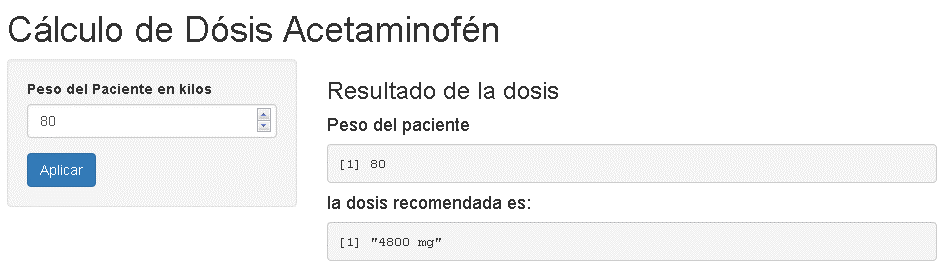 Cálculo de Dósis Acetaminofén
Peso del Paciente en kilos
80
Aplicar
Resultado de la dosis
Peso del paciente
[1] 80
la dosis recomendada es:
[1] "4800 mg"